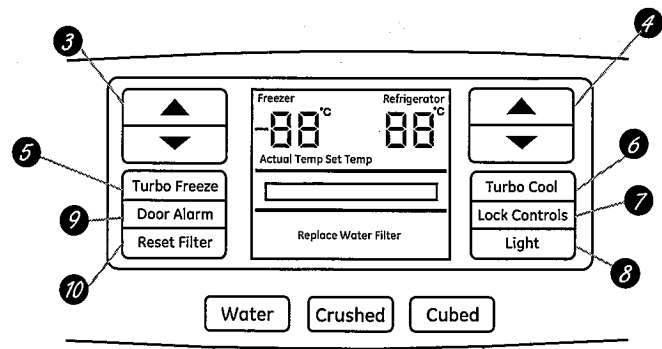 3
4
Freezer Refrigerator
-88 °C 88 °C
Actual Temp Set Temp
5
Turbo Freeze
Turbo Cool
6
9
Door Alarm
Lock Controls
7
Reset Filter
Replace Water Filter
Light
10
8
Water Crushed Cubed